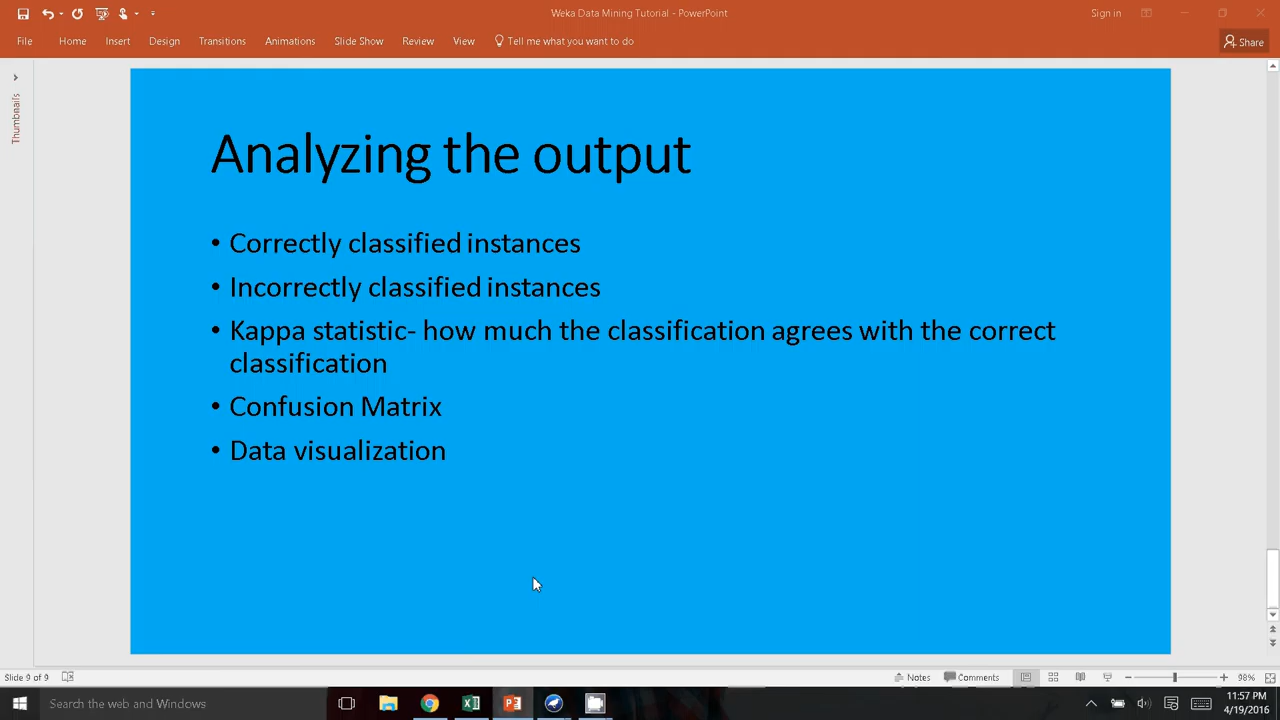 Weka Data Mining Tutorial - PowerPoint
Sign in
File Home Insert Design Transitions Animations Slide Show Review View Tell me what you want to do
Share
Thumbnails
Analyzing the output
• Correctly classified instances
• Incorrectly classified instances
• Kappa statistic- how much the classification agrees with the correct
classification
• Confusion Matrix
• Data visualization
Slide 9 of 9
Notes Comments 98%
Search the web and Windows
11:57 PM
4/19/2016